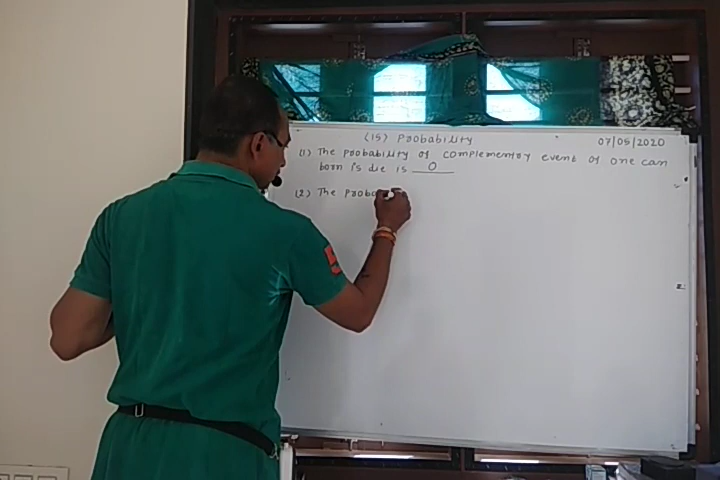 (15) Probability
07/05/2020
(1) The probability of complementry event of one can
born is die is 0
(2) The proba